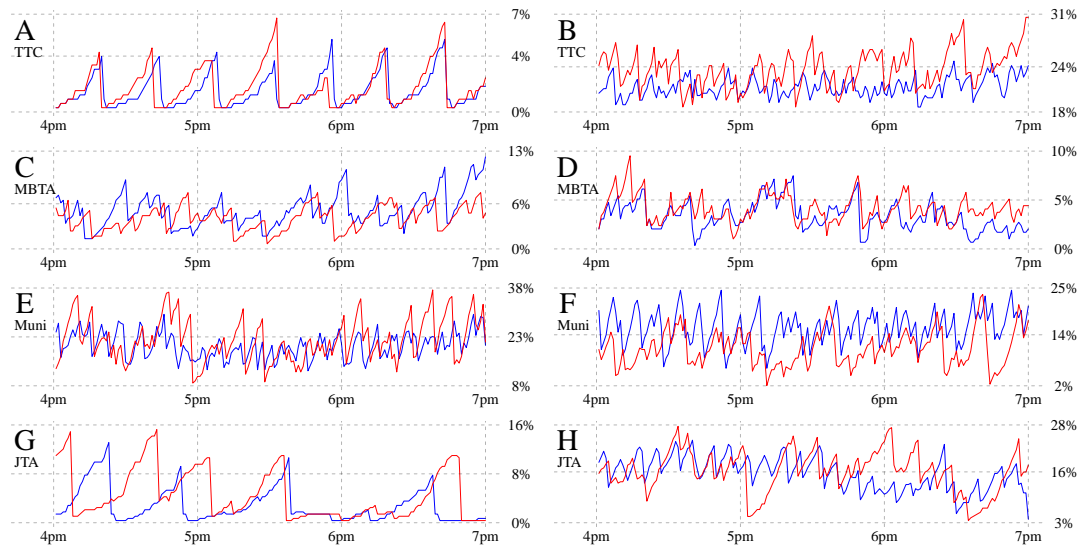 A
TTC
7%
4%
0%
4pm 5pm 6pm 7pm
B
TTC
31%
24%
18%
4pm 5pm 6pm 7pm
C
MBTA
13%
6%
0%
4pm 5pm 6pm 7pm
D
MBTA
10%
5%
0%
4pm 5pm 6pm 7pm
E
Muni
38%
23%
8%
4pm 5pm 6pm 7pm
F
Muni
25%
14%
2%
4pm 5pm 6pm 7pm
G
JTA
16%
8%
0%
4pm 5pm 6pm 7pm
H
JTA
28%
16%
3%
4pm 5pm 6pm 7pm